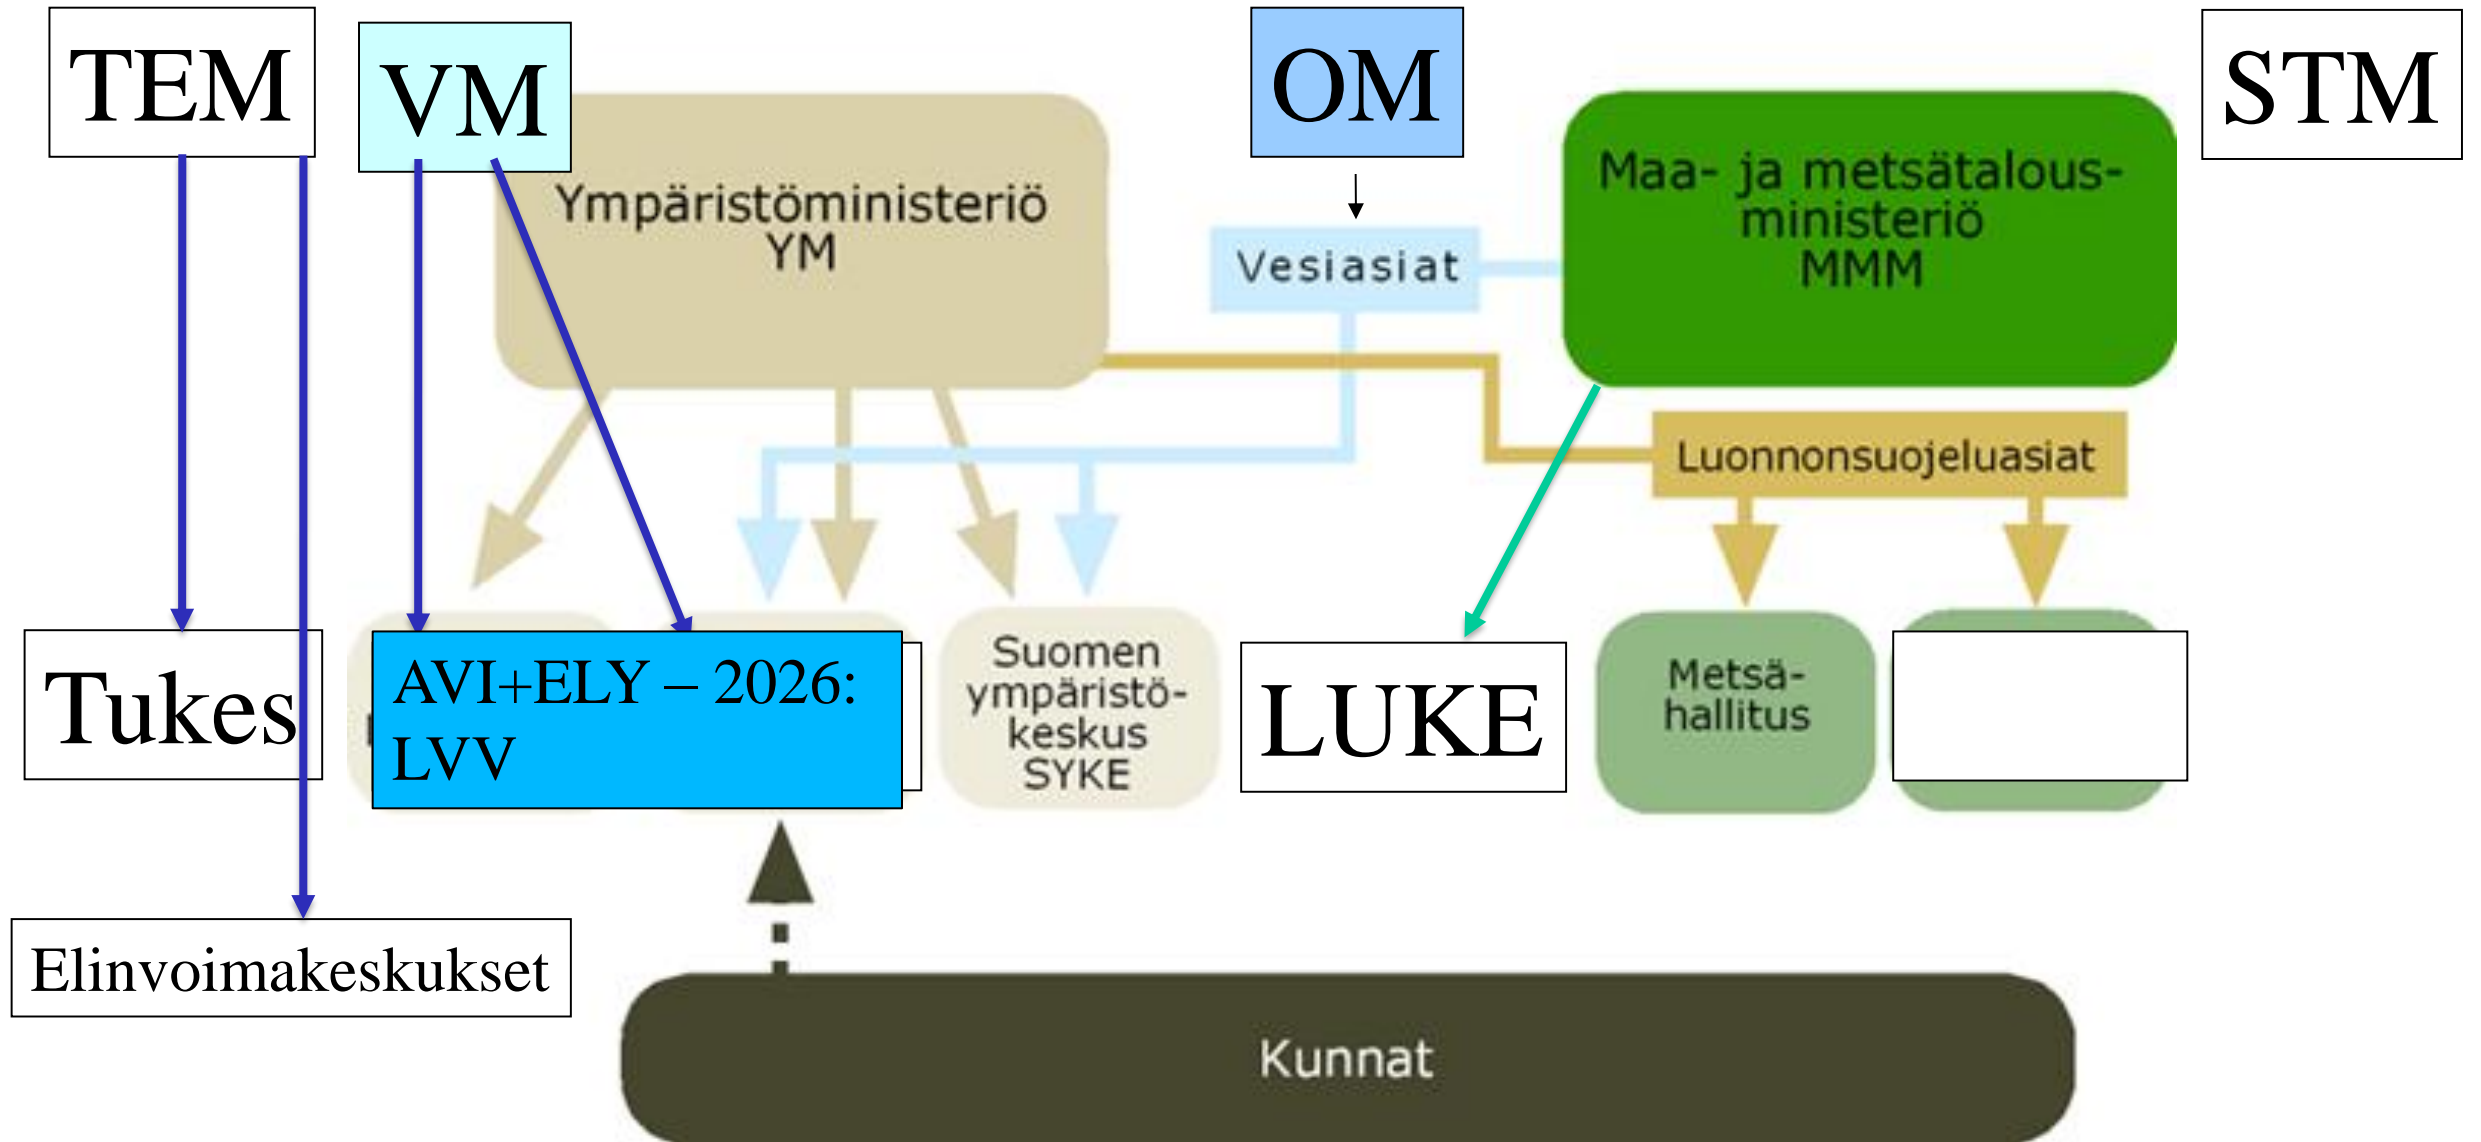 TEM
VM
OM
STM
Ympäristöministeriö
YM
Maa- ja metsätalous-
ministeriö
MMM
Vesiasiat
Luonnonsuojeluasiat
Tukes
AVI+ELY – 2026:
LVV
Suomen
ympäristö-
keskus
SYKE
LUKE
Metsä-
hallitus
Elinvoimakeskukset
Kunnat